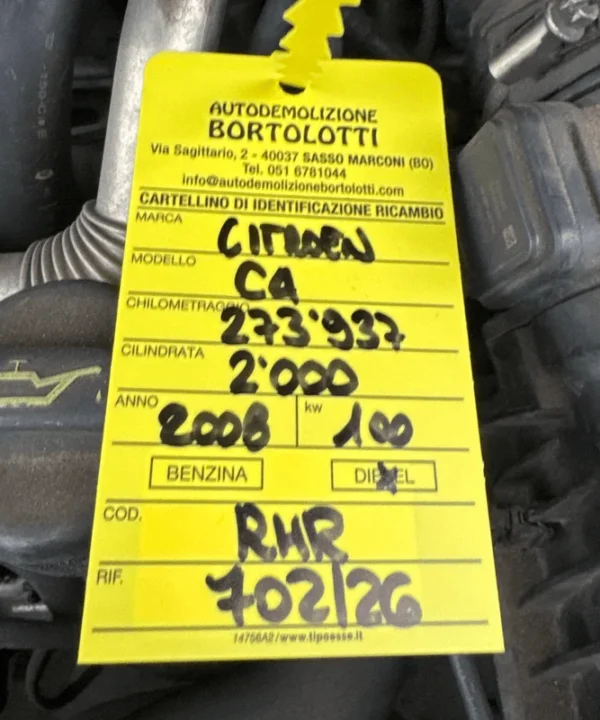 AUTODEMOLIZIONE
BORTOLOTTI
Via Sagittario, 2 - 40037 SASSO MARCONI (BO)
Tel. 051 6781044
info@autodemolizionebortolotti.com
CARTELLINO DI IDENTIFICAZIONE RICAMBIO
MARCA CITROEN
MODELLO C4
CHILOMETRAGGIO 273'937
CILINDRATA 2'000
ANNO 2008 kw 100
BENZINA DIESEL
COD. RHR
RIF. 702/26
14756A2/www.tipoesse.it